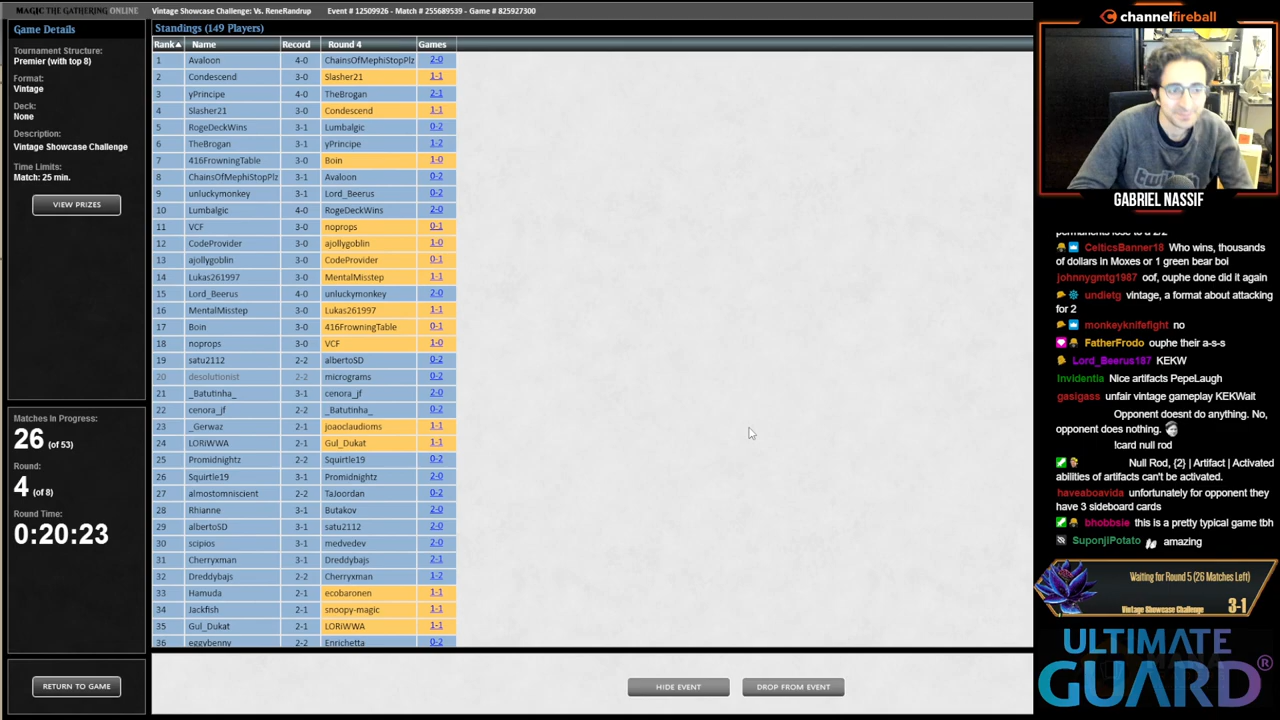 MAGIC THE GATHERING ONLINE
Vintage Showcase Challenge: Vs. ReneRandrup Event # 12509926 - Match # 255689539 - Game # 825927300
Game Details
Tournament Structure:
Premier (with top 8)
Format:
Vintage
Deck:
None
Description:
Vintage Showcase Challenge
Time Limits:
Match: 25 min.
VIEW PRIZES
Matches In Progress:
26 (of 53)
Round:
4 (of 8)
Round Time:
0:20:23
RETURN TO GAME
Standings (149 Players)
Rank Name Record Round 4 Games
1 Avaloon 4-0 ChainsOfMephiStopPlz 2-0
2 Condescend 3-0 Slasher21 1-1
3 yPrincipe 4-0 TheBrogan 2-1
4 Slasher21 3-0 Condescend 1-1
5 RogeDeckWins 3-1 Lumbalgic 0-2
6 TheBrogan 3-1 yPrincipe 1-2
7 416FrowningTable 3-0 Boin 1-0
8 ChainsOfMephiStopPlz 3-1 Avaloon 0-2
9 unluckymonkey 3-1 Lord_Beerus 0-2
10 Lumbalgic 4-0 RogeDeckWins 2-0
11 VCF 3-0 noprops 0-1
12 CodeProvider 3-0 ajollygoblin 1-0
13 ajollygoblin 3-0 CodeProvider 0-1
14 Lukas261997 3-0 MentalMisstep 1-1
15 Lord_Beerus 4-0 unluckymonkey 2-0
16 MentalMisstep 3-0 Lukas261997 1-1
17 Boin 3-0 416FrowningTable 0-1
18 noprops 3-0 VCF 1-0
19 satu2112 2-2 albertoSD 0-2
20 desolutionist 2-2 micrograms 0-2
21 _Batutinha_ 3-1 cenora_jf 2-0
22 cenora_jf 2-2 _Batutinha_ 0-2
23 _Gerwaz 2-1 joaoclaudioms 1-1
24 LORiWWA 2-1 Gul_Dukat 1-1
25 Promidnightz 2-2 Squirtle19 0-2
26 Squirtle19 3-1 Promidnightz 2-0
27 almostomniscient 2-2 TaJoordan 0-2
28 Rhianne 3-1 Butakov 2-0
29 albertoSD 3-1 satu2112 2-0
30 scipios 3-1 medvedev 2-0
31 Cherryxman 3-1 Dreddybajs 2-1
32 Dreddybajs 2-2 Cherryxman 1-2
33 Hamuda 2-1 ecobaronen 1-1
34 Jackfish 2-1 snoopy-magic 1-1
35 Gul_Dukat 2-1 LORiWWA 1-1
36 eggybenny 2-2 Enrichetta 0-2
HIDE EVENT DROP FROM EVENT
channelfireball
GABRIEL NASSIF
permanents lose to a 2/2
CelticsBanner18 Who wins, thousands
of dollars in Moxes or 1 green bear boi
johnnygmtg1987 oof, ouphe done did it again
undietg vintage, a format about attacking
for 2
monkeyknifefight no
FatherFrodo ouphe their a-s-s
Lord_Beerus187 KEKW
Invidentia Nice artifacts PepeLaugh
gasigass unfair vintage gameplay KEKWait
Opponent doesnt do anything. No,
opponent does nothing.
!card null rod
Null Rod, {2} | Artifact | Activated
abilities of artifacts can't be activated.
haveaboavida unfortunately for opponent they
have 3 sideboard cards
bhobbsie this is a pretty typical game tbh
SuponjiPotato amazing
Waiting for Round 5 (26 Matches Left)
Vintage Showcase Challenge 3-1
ULTIMATE
GUARD®